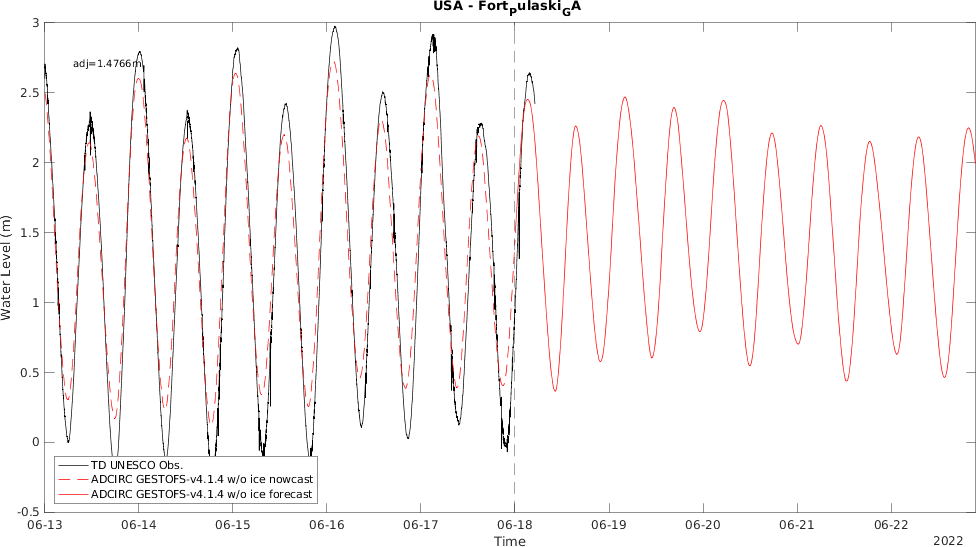 USA - Fort_Pulaski_GA
adj=1.4766m
3
2.5
2
1.5
1
0.5
0
-0.5
Water Level (m)
TD UNESCO Obs.
ADCIRC GESTOFS-v4.1.4 w/o ice nowcast
ADCIRC GESTOFS-v4.1.4 w/o ice forecast
06-13 06-14 06-15 06-16 06-17 06-18 06-19 06-20 06-21 06-22
Time
2022